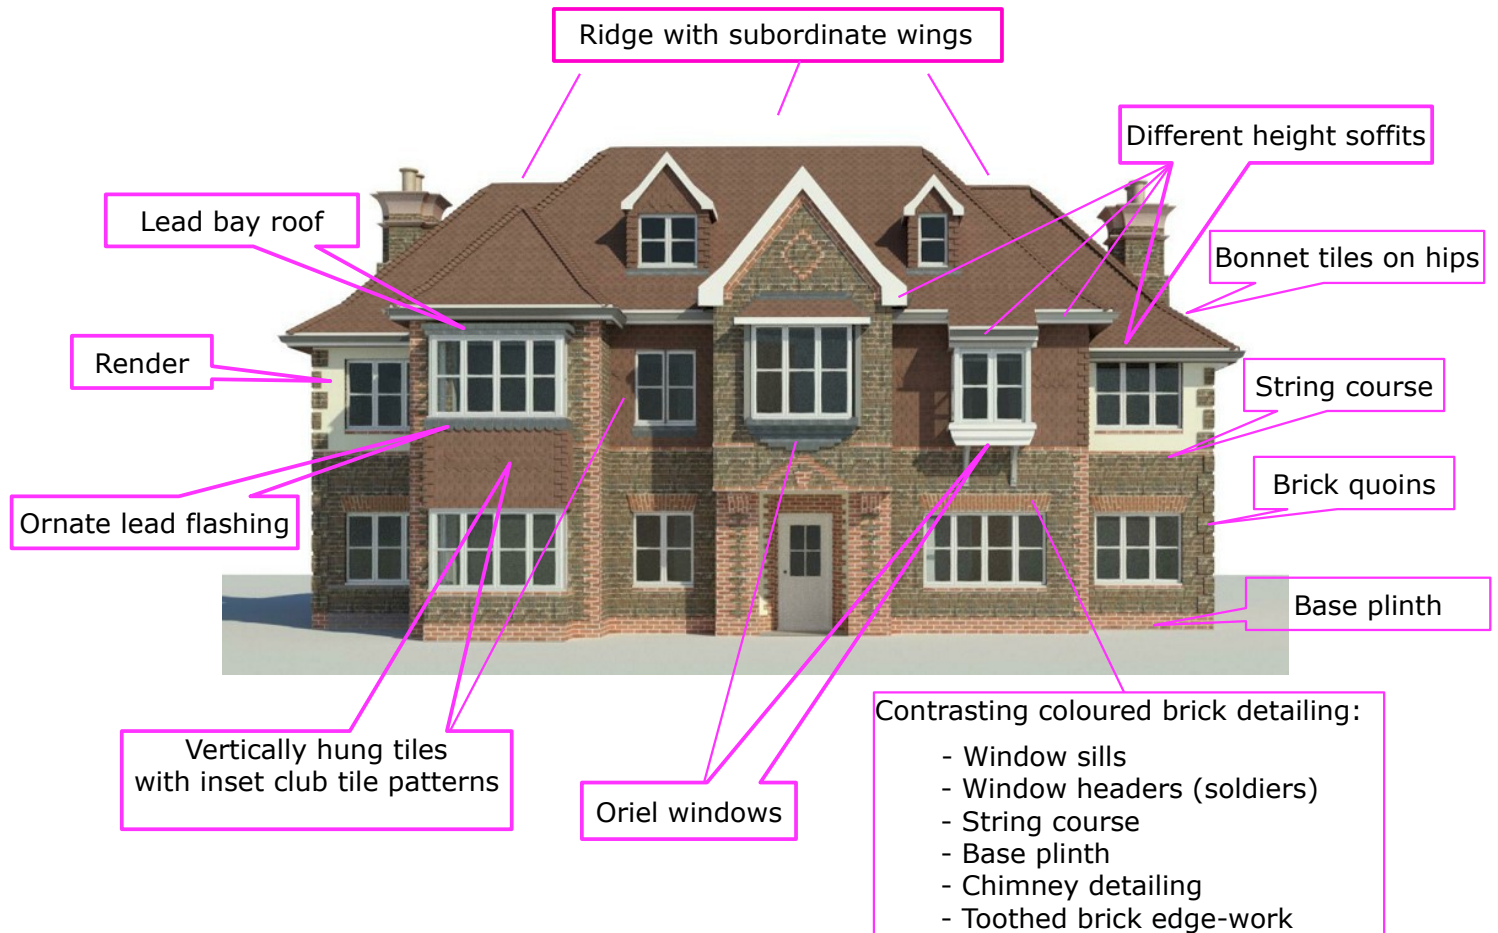 Ridge with subordinate wings
Different height soffits
Lead bay roof
Bonnet tiles on hips
Render
String course
Brick quoins
Ornate lead flashing
Base plinth
Contrasting coloured brick detailing:
- Window sills
- Window headers (soldiers)
- String course
- Base plinth
- Chimney detailing
- Toothed brick edge-work
Vertically hung tiles
with inset club tile patterns
Oriel windows